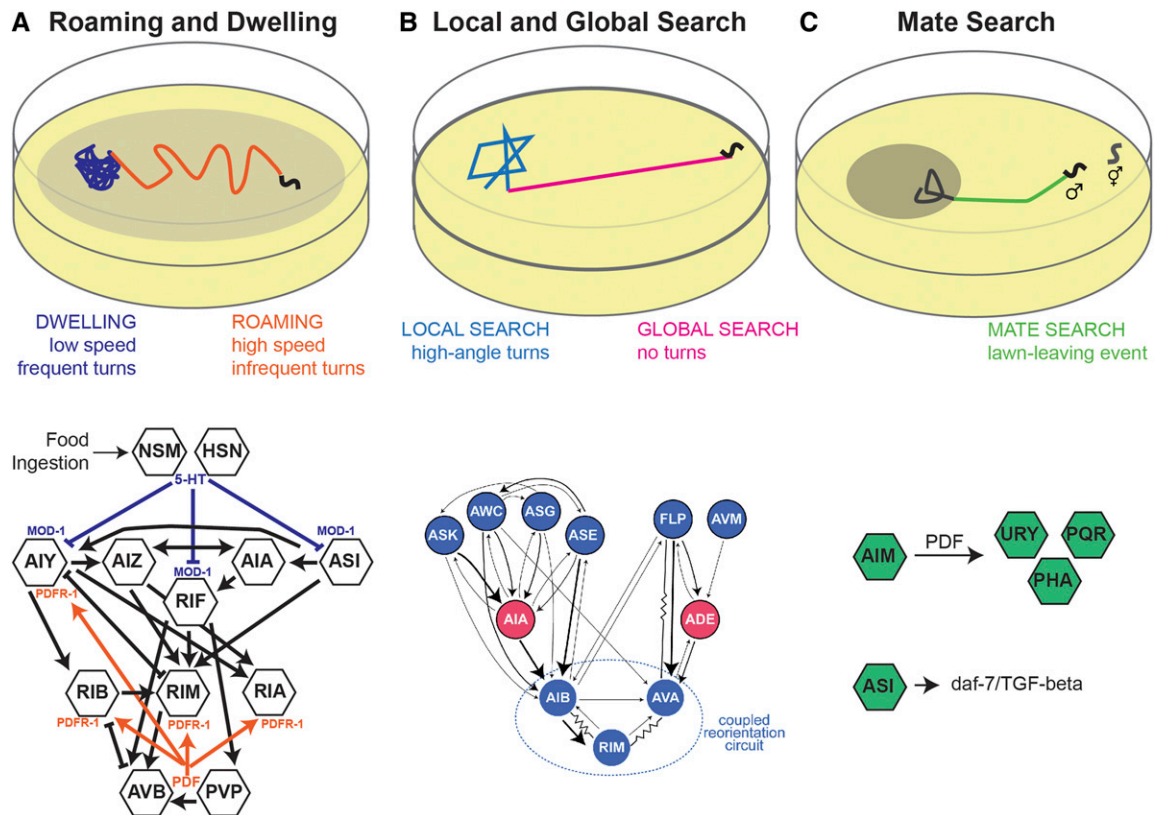 A Roaming and Dwelling
B Local and Global Search
C Mate Search
♂
⚥
DWELLING
low speed
frequent turns
ROAMING
high speed
infrequent turns
LOCAL SEARCH
high-angle turns
GLOBAL SEARCH
no turns
MATE SEARCH
lawn-leaving event
Food
Ingestion
NSM
HSN
5-HT
MOD-1
MOD-1
AIY
AIZ
AIA
ASI
MOD-1
PDFR-1
RIF
RIB
RIM
RIA
PDFR-1
PDFR-1
PDFR-1
PDF
AVB
PVP
AWC
ASG
ASK
ASE
FLP
AVM
AIA
ADE
AIB
AVA
RIM
coupled
reorientation
circuit
AIM
PDF
URY
PQR
PHA
ASI
daf-7/TGF-beta